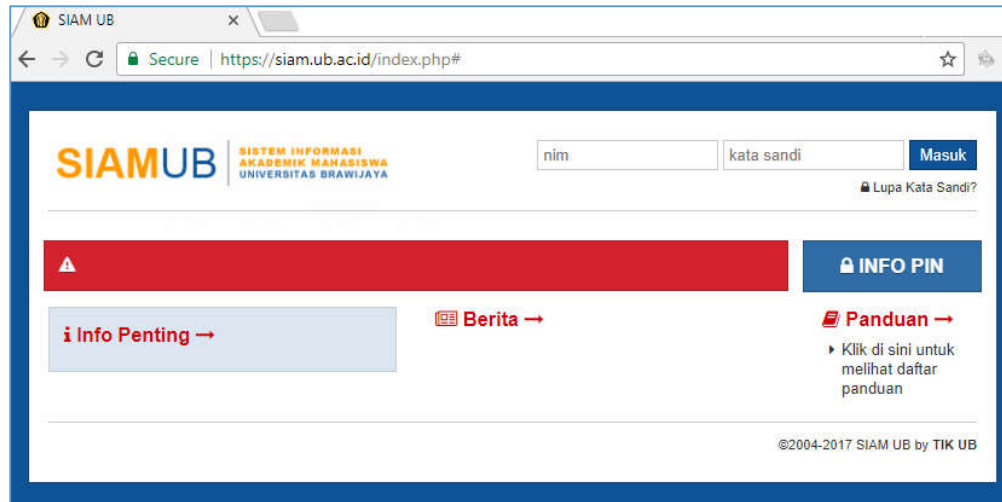 SIAM UB
Secure https://siam.ub.ac.id/index.php#
SIAMUB
SISTEM INFORMASI
AKADEMIK MAHASISWA
UNIVERSITAS BRAWIJAYA
nim
kata sandi
Masuk
Lupa Kata Sandi?
INFO PIN
i Info Penting →
Berita →
Panduan →
Klik di sini untuk
melihat daftar
panduan
©2004-2017 SIAM UB by TIK UB